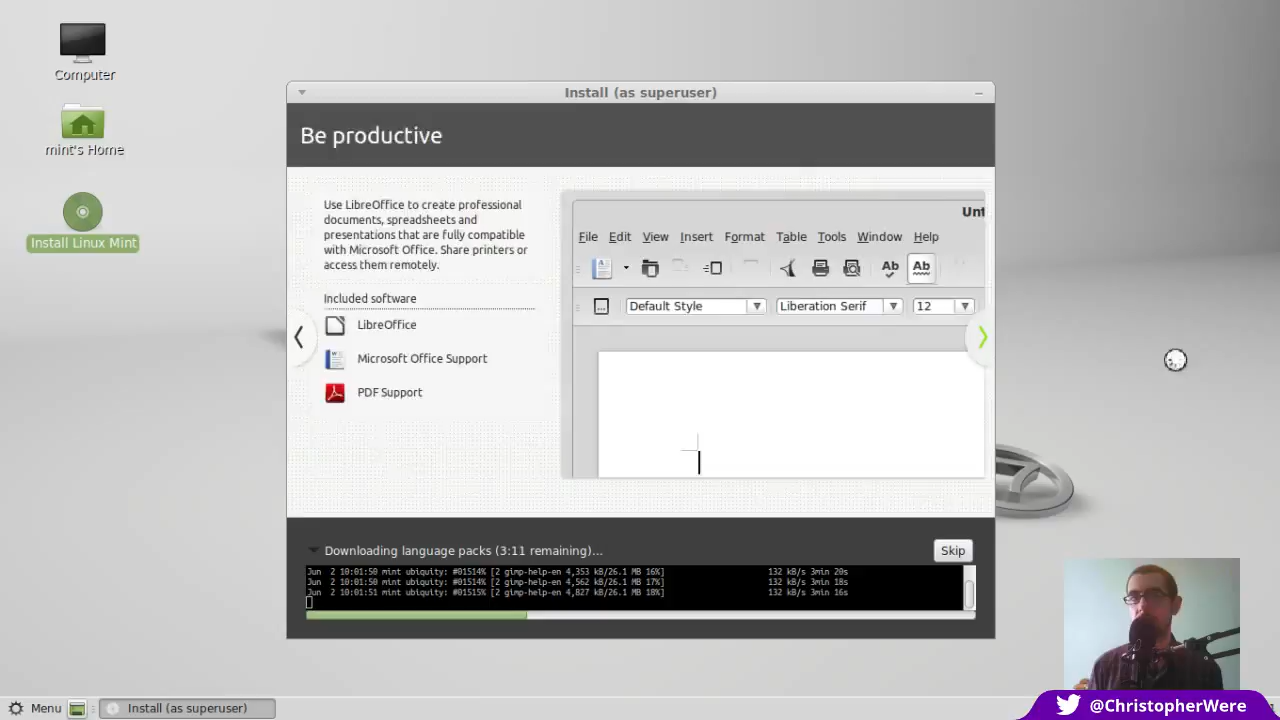 Computer
mint's Home
Install Linux Mint
Install (as superuser)
Be productive
Use LibreOffice to create professional
documents, spreadsheets and
presentations that are fully compatible
with Microsoft Office. Share printers or
access them remotely.
Included software
LibreOffice
Microsoft Office Support
PDF Support
Unt
File Edit View Insert Format Table Tools Window Help
Ab Ab
Default Style Liberation Serif 12
Downloading language packs (3:11 remaining)...
Skip
Jun 2 10:01:50 mint ubiquity: #01514% [2 gimp-help-en 4,353 kB/26.1 MB 16%] 132 kB/s 3min 20s
Jun 2 10:01:50 mint ubiquity: #01514% [2 gimp-help-en 4,562 kB/26.1 MB 17%] 132 kB/s 3min 18s
Jun 2 10:01:51 mint ubiquity: #01515% [2 gimp-help-en 4,827 kB/26.1 MB 18%] 132 kB/s 3min 16s
Menu Install (as superuser)
@ChristopherWere